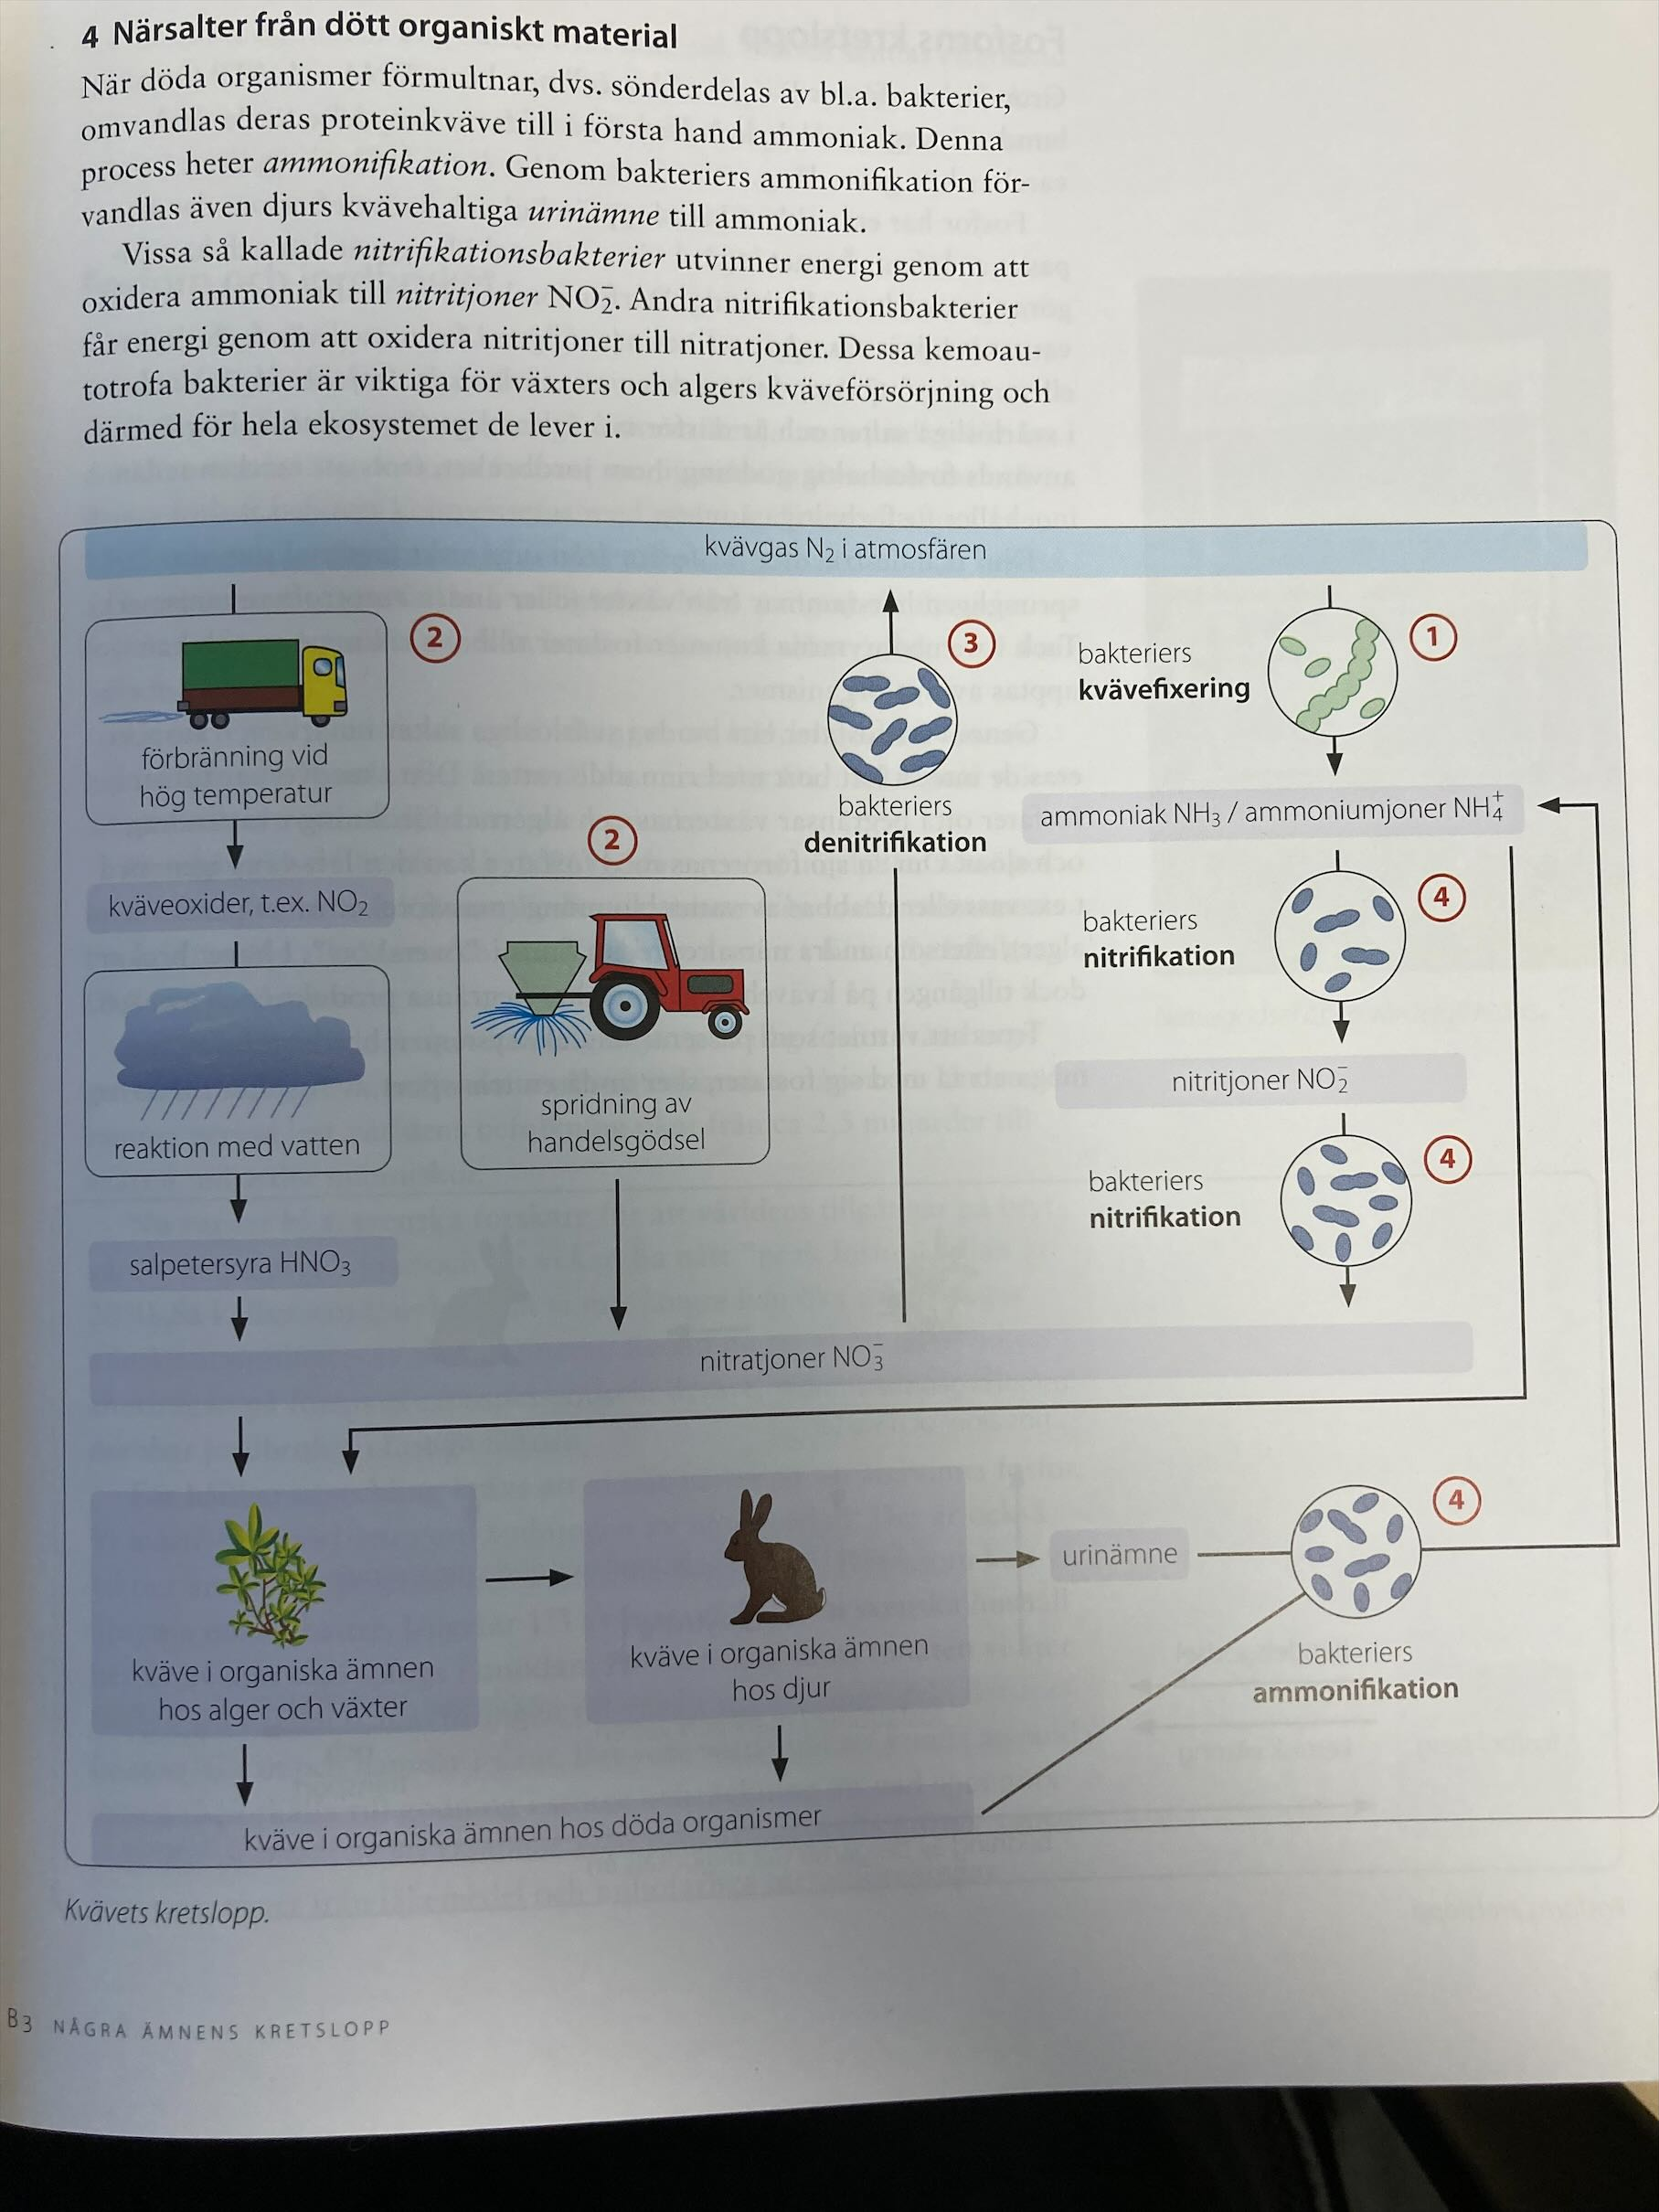 4 Närsalter från dött organiskt material
När döda organismer förmultnar, dvs. sönderdelas av bl.a. bakterier,
omvandlas deras proteinkväve till i första hand ammoniak. Denna
process heter ammonifikation. Genom bakteriers ammonifikation för-
vandlas även djurs kvävehaltiga urinämne till ammoniak.
Vissa så kallade nitrifikationsbakterier utvinner energi genom att
oxidera ammoniak till nitritjoner NO₂⁻. Andra nitrifikationsbakterier
får energi genom att oxidera nitritjoner till nitratjoner. Dessa kemoau-
totrofa bakterier är viktiga för växters och algers kväveförsörjning och
därmed för hela ekosystemet de lever i.
kvävgas N₂ i atmosfären
2
förbränning vid
hög temperatur
kväveoxider, t.ex. NO₂
reaktion med vatten
salpetersyra HNO₃
2
spridning av
handelsgödsel
3
bakteriers
denitrifikation
1
bakteriers
kvävefixering
ammoniak NH₃ / ammoniumjoner NH₄⁺
4
bakteriers
nitrifikation
nitritjoner NO₂⁻
4
bakteriers
nitrifikation
nitratjoner NO₃⁻
kväve i organiska ämnen
hos alger och växter
kväve i organiska ämnen
hos djur
urinämne
4
bakteriers
ammonifikation
kväve i organiska ämnen hos döda organismer
Kvävets kretslopp.
B3 NÅGRA ÄMNENS KRETSLOPP